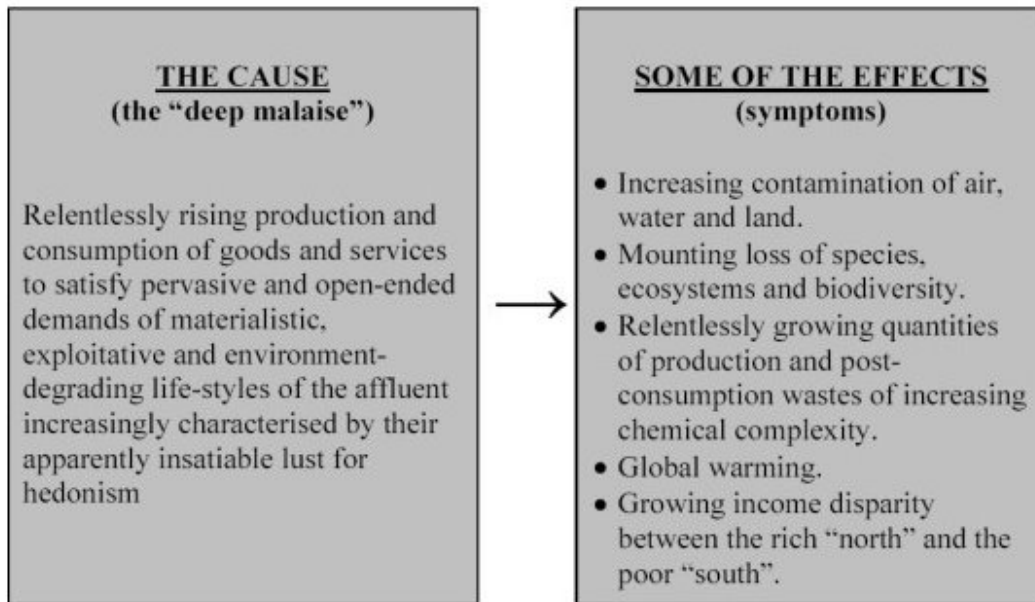 THE CAUSE
(the “deep malaise”)
Relentlessly rising production and
consumption of goods and services
to satisfy pervasive and open-ended
demands of materialistic,
exploitative and environment-
degrading life-styles of the affluent
increasingly characterised by their
apparently insatiable lust for
hedonism
SOME OF THE EFFECTS
(symptoms)
• Increasing contamination of air,
water and land.
• Mounting loss of species,
ecosystems and biodiversity.
• Relentlessly growing quantities
of production and post-
consumption wastes of increasing
chemical complexity.
• Global warming.
• Growing income disparity
between the rich “north” and the
poor “south”.